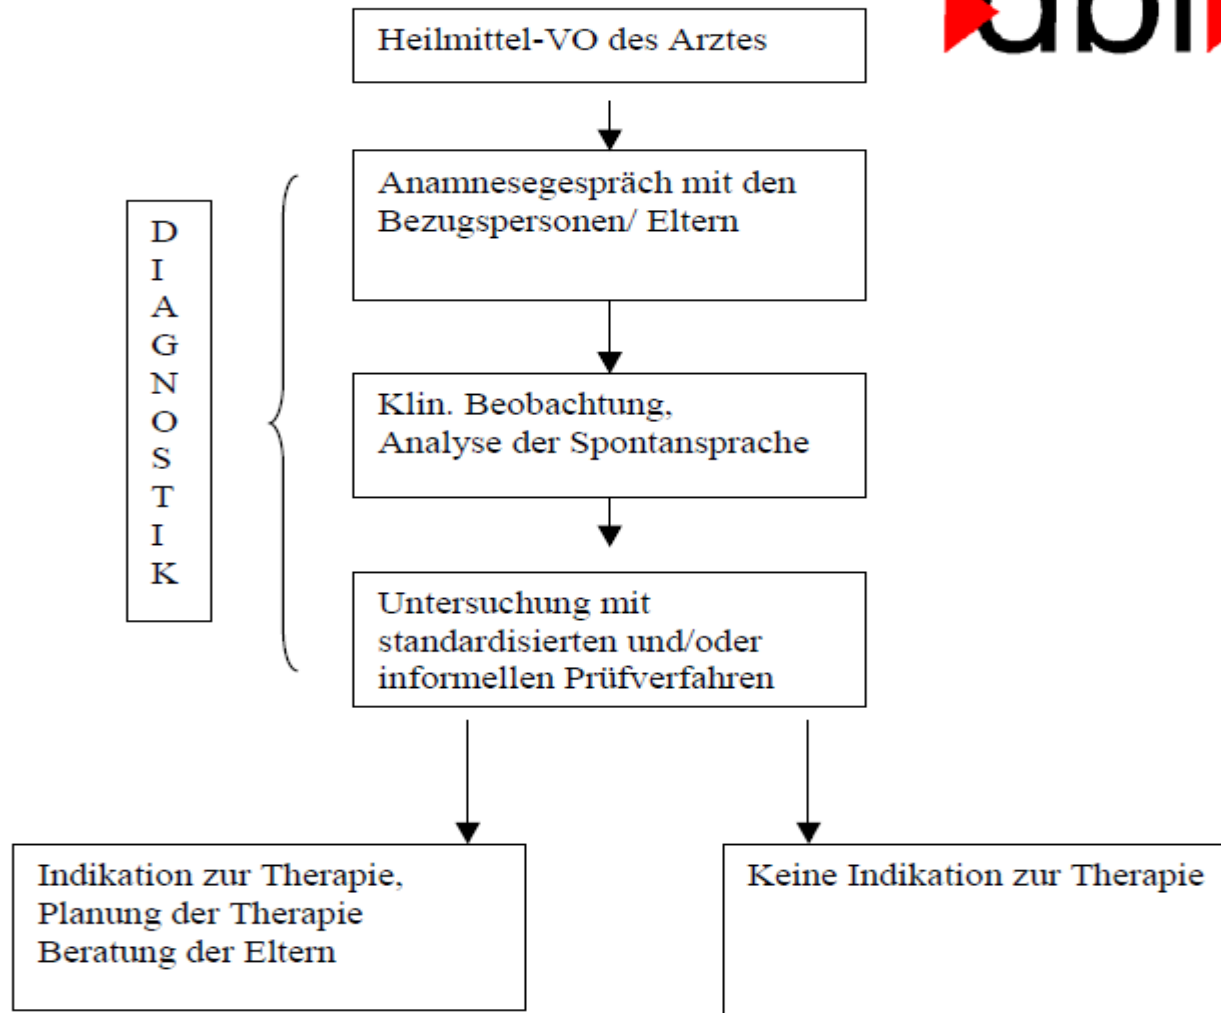 Heilmittel-VO des Arztes
Anamnesegespräch mit den
Bezugspersonen/ Eltern
D
I
A
G
N
O
S
T
I
K
Klin. Beobachtung,
Analyse der Spontansprache
Untersuchung mit
standardisierten und/oder
informellen Prüfverfahren
Indikation zur Therapie,
Planung der Therapie
Beratung der Eltern
Keine Indikation zur Therapie